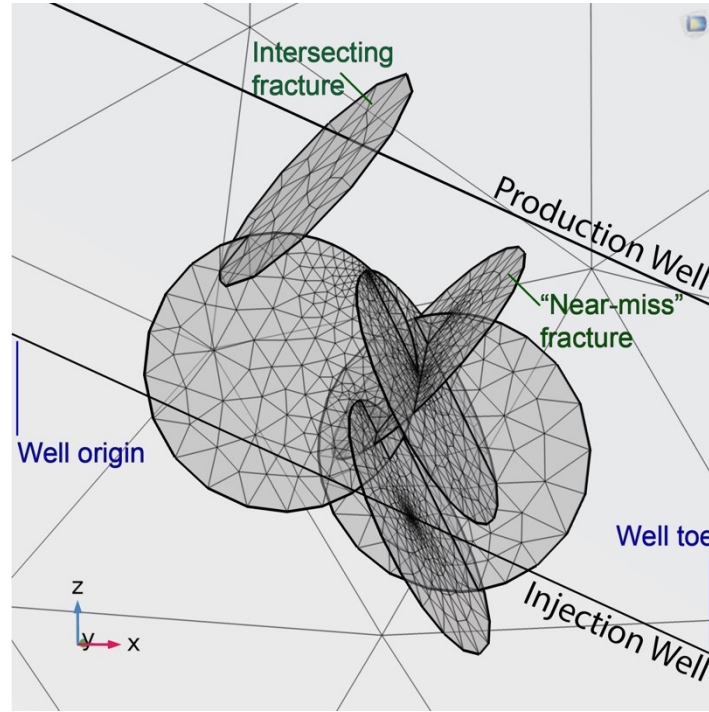 Intersecting
fracture
Production Well
“Near-miss”
fracture
Well origin
Well toe
Injection Well
z
y
x